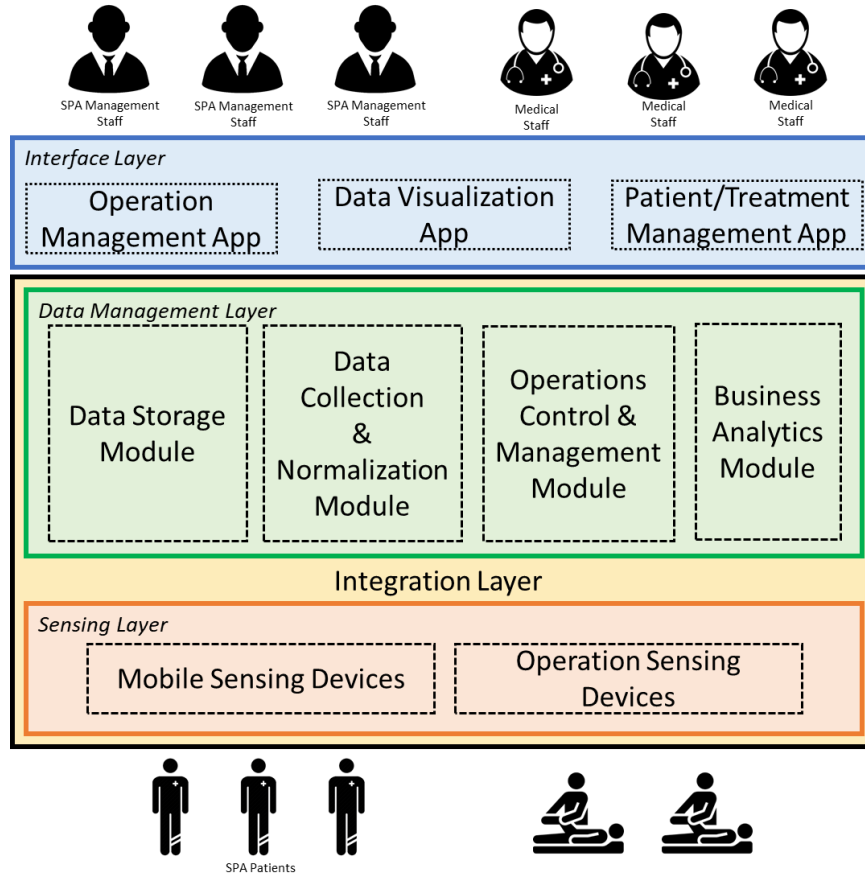 SPA Management
Staff
SPA Management
Staff
SPA Management
Staff
Medical
Staff
Medical
Staff
Medical
Staff
Interface Layer
Operation
Management App
Data Visualization
App
Patient/Treatment
Management App
Data Management Layer
Data Storage
Module
Data
Collection
&
Normalization
Module
Operations
Control &
Management
Module
Business
Analytics
Module
Integration Layer
Sensing Layer
Mobile Sensing Devices
Operation Sensing
Devices
SPA Patients